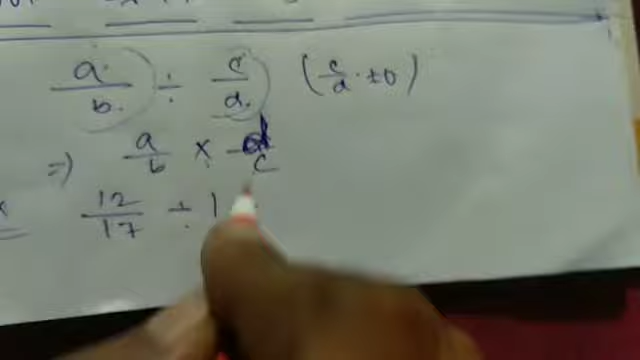 a/b ÷ c/d (c/d ≠ 0)
=) a/b × d/c
12/17 ÷ 1